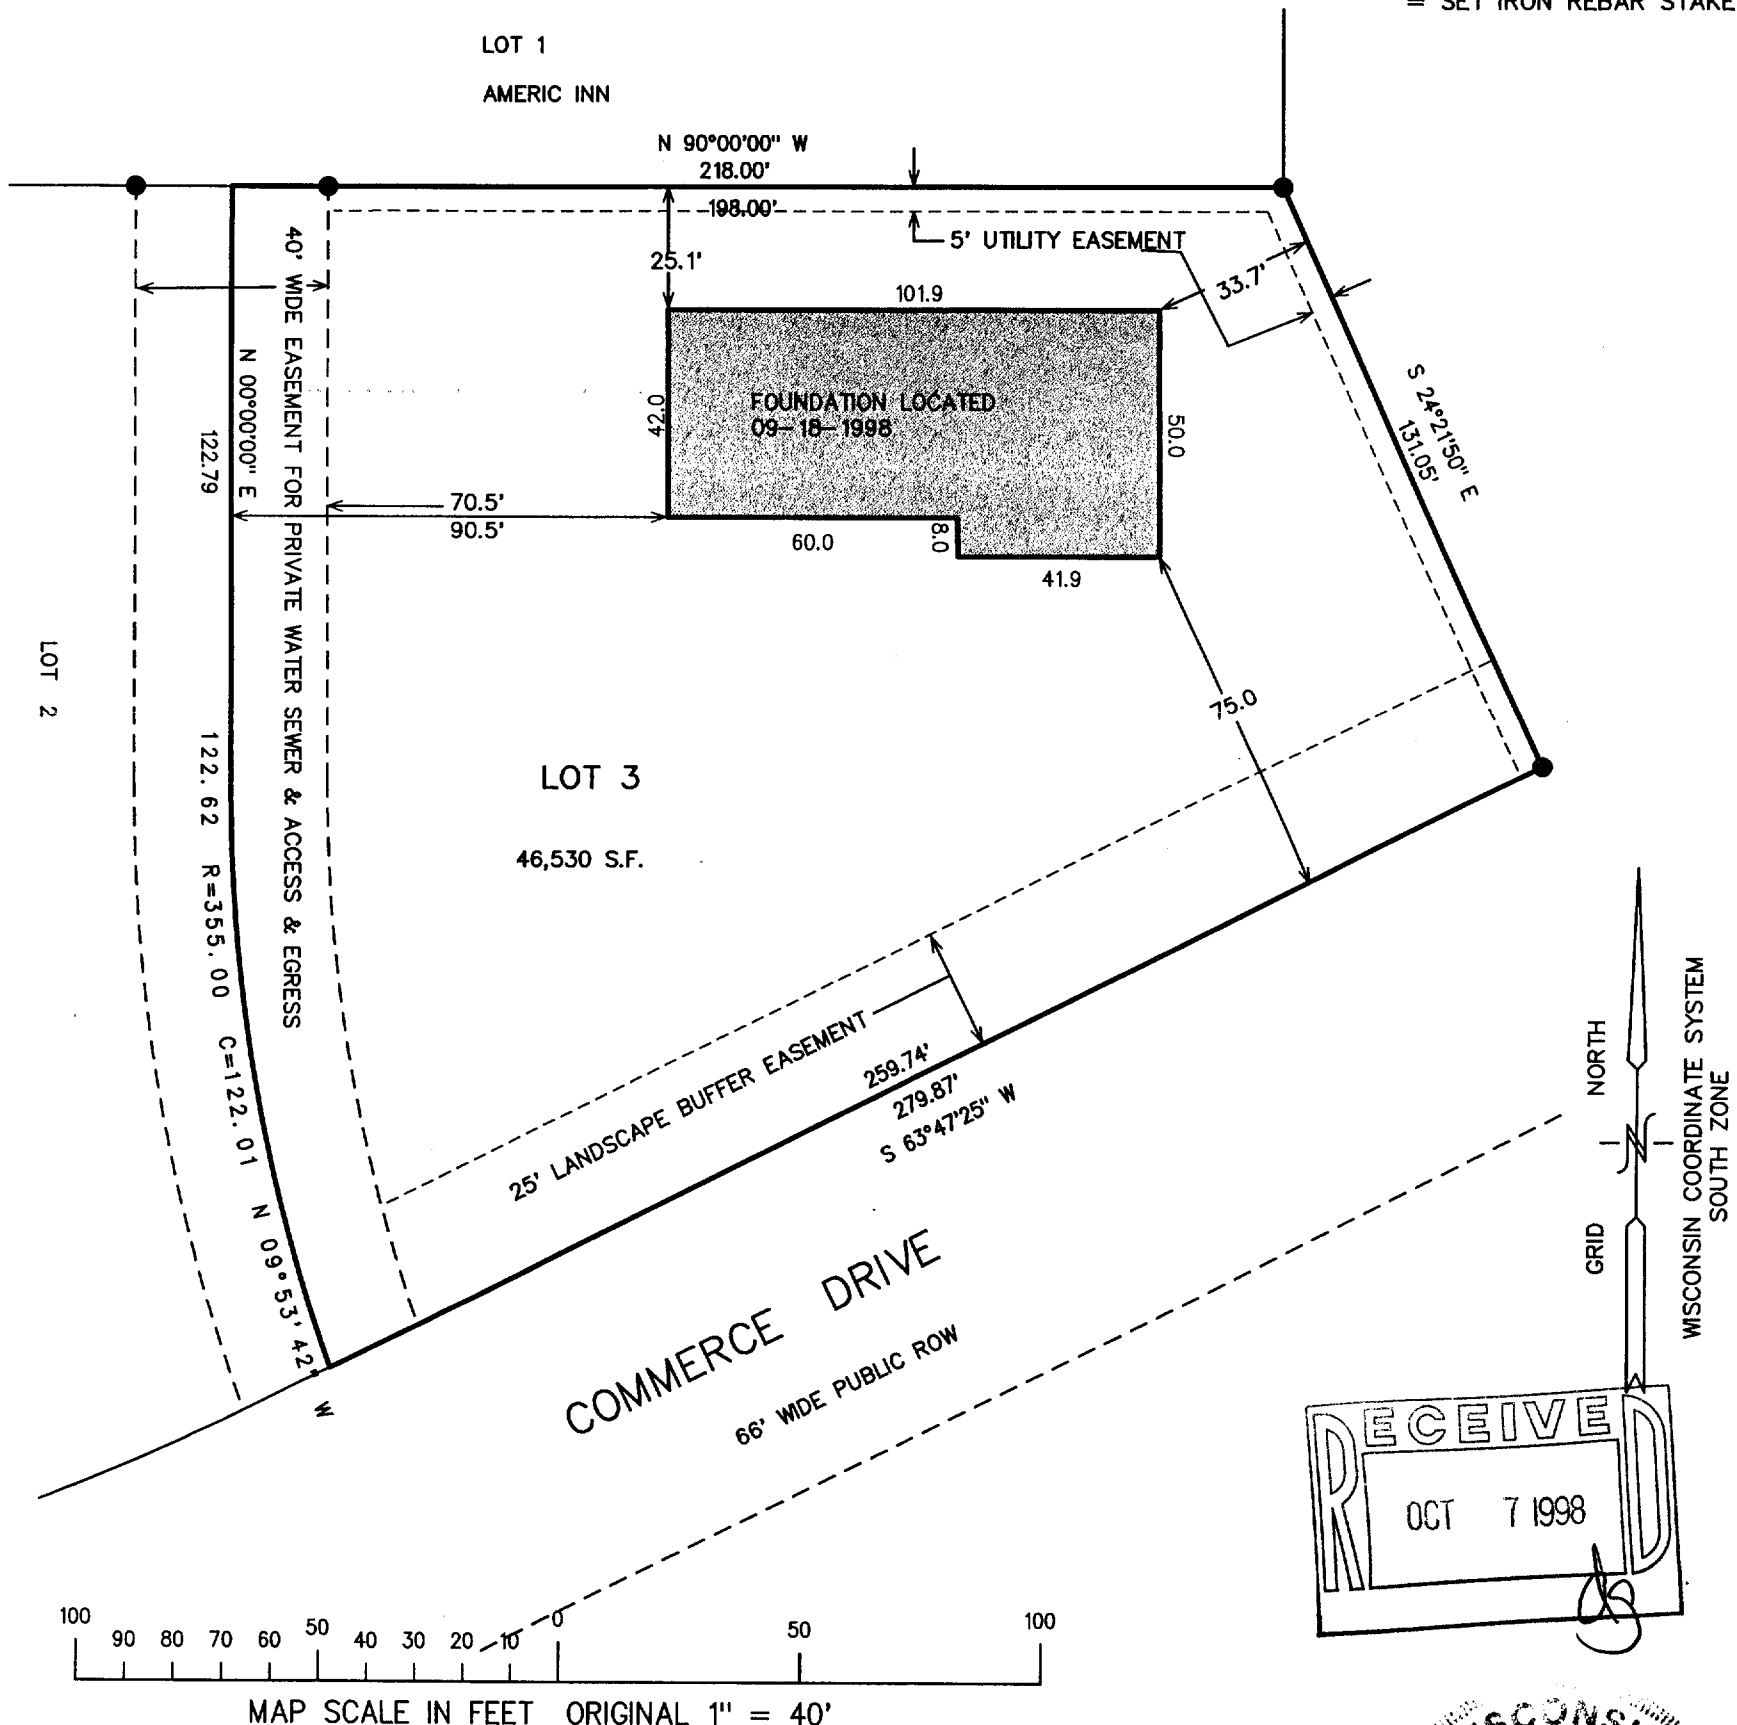 = SET IRON REBAR STAKE
LOT 1
AMERIC INN
N 90°00'00" W
218.00'
198.00'
5' UTILITY EASEMENT
25.1'
33.7'
101.9
40' WIDE EASEMENT FOR PRIVATE WATER SEWER & ACCESS & EGRESS
N 00°00'00" E
122.79
FOUNDATION LOCATED
09-18-1998
42.0
50.0
S 24°21'50" E
131.05'
70.5'
90.5'
60.0
8.0
41.9
LOT 2
75.0
122.62 R=355.00 C=122.01 N 09°53'42" W
LOT 3
46,530 S.F.
25' LANDSCAPE BUFFER EASEMENT
259.74'
279.87'
S 63°47'25" W
COMMERCE DRIVE
66' WIDE PUBLIC ROW
GRID N NORTH
WISCONSIN COORDINATE SYSTEM
SOUTH ZONE
RECEIVED
OCT 7 1998
100 90 80 70 60 50 40 30 20 10 0 50 100
MAP SCALE IN FEET ORIGINAL 1" = 40'